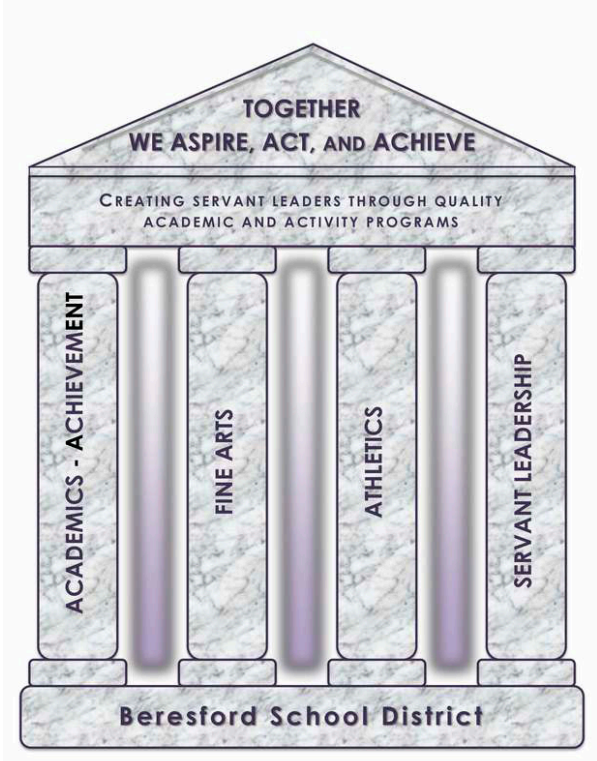 TOGETHER
WE ASPIRE, ACT, AND ACHIEVE
CREATING SERVANT LEADERS THROUGH QUALITY
ACADEMIC AND ACTIVITY PROGRAMS
ACADEMICS - ACHIEVEMENT
FINE ARTS
ATHLETICS
SERVANT LEADERSHIP
Beresford School District